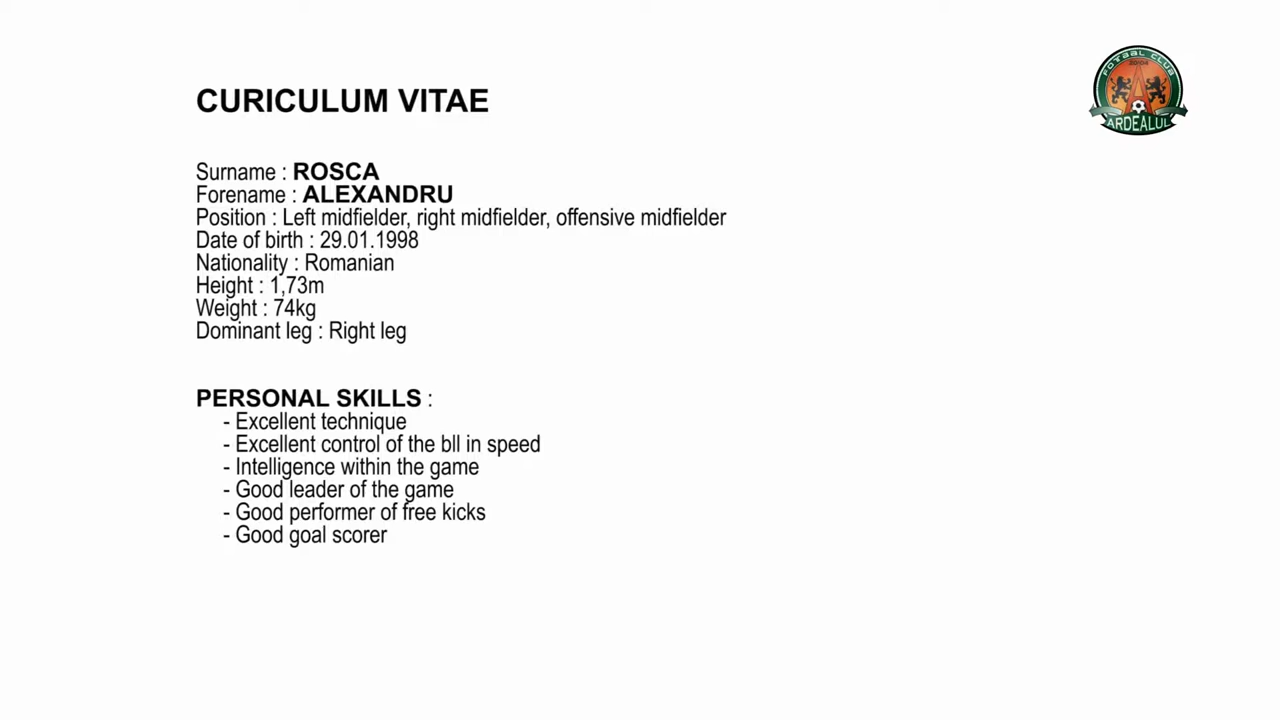 FOTBAL CLUB
2004
A
ARDEALUL
CURICULUM VITAE
Surname : ROSCA
Forename : ALEXANDRU
Position : Left midfielder, right midfielder, offensive midfielder
Date of birth : 29.01.1998
Nationality : Romanian
Height : 1,73m
Weight : 74kg
Dominant leg : Right leg
PERSONAL SKILLS :
- Excellent technique
- Excellent control of the bll in speed
- Intelligence within the game
- Good leader of the game
- Good performer of free kicks
- Good goal scorer